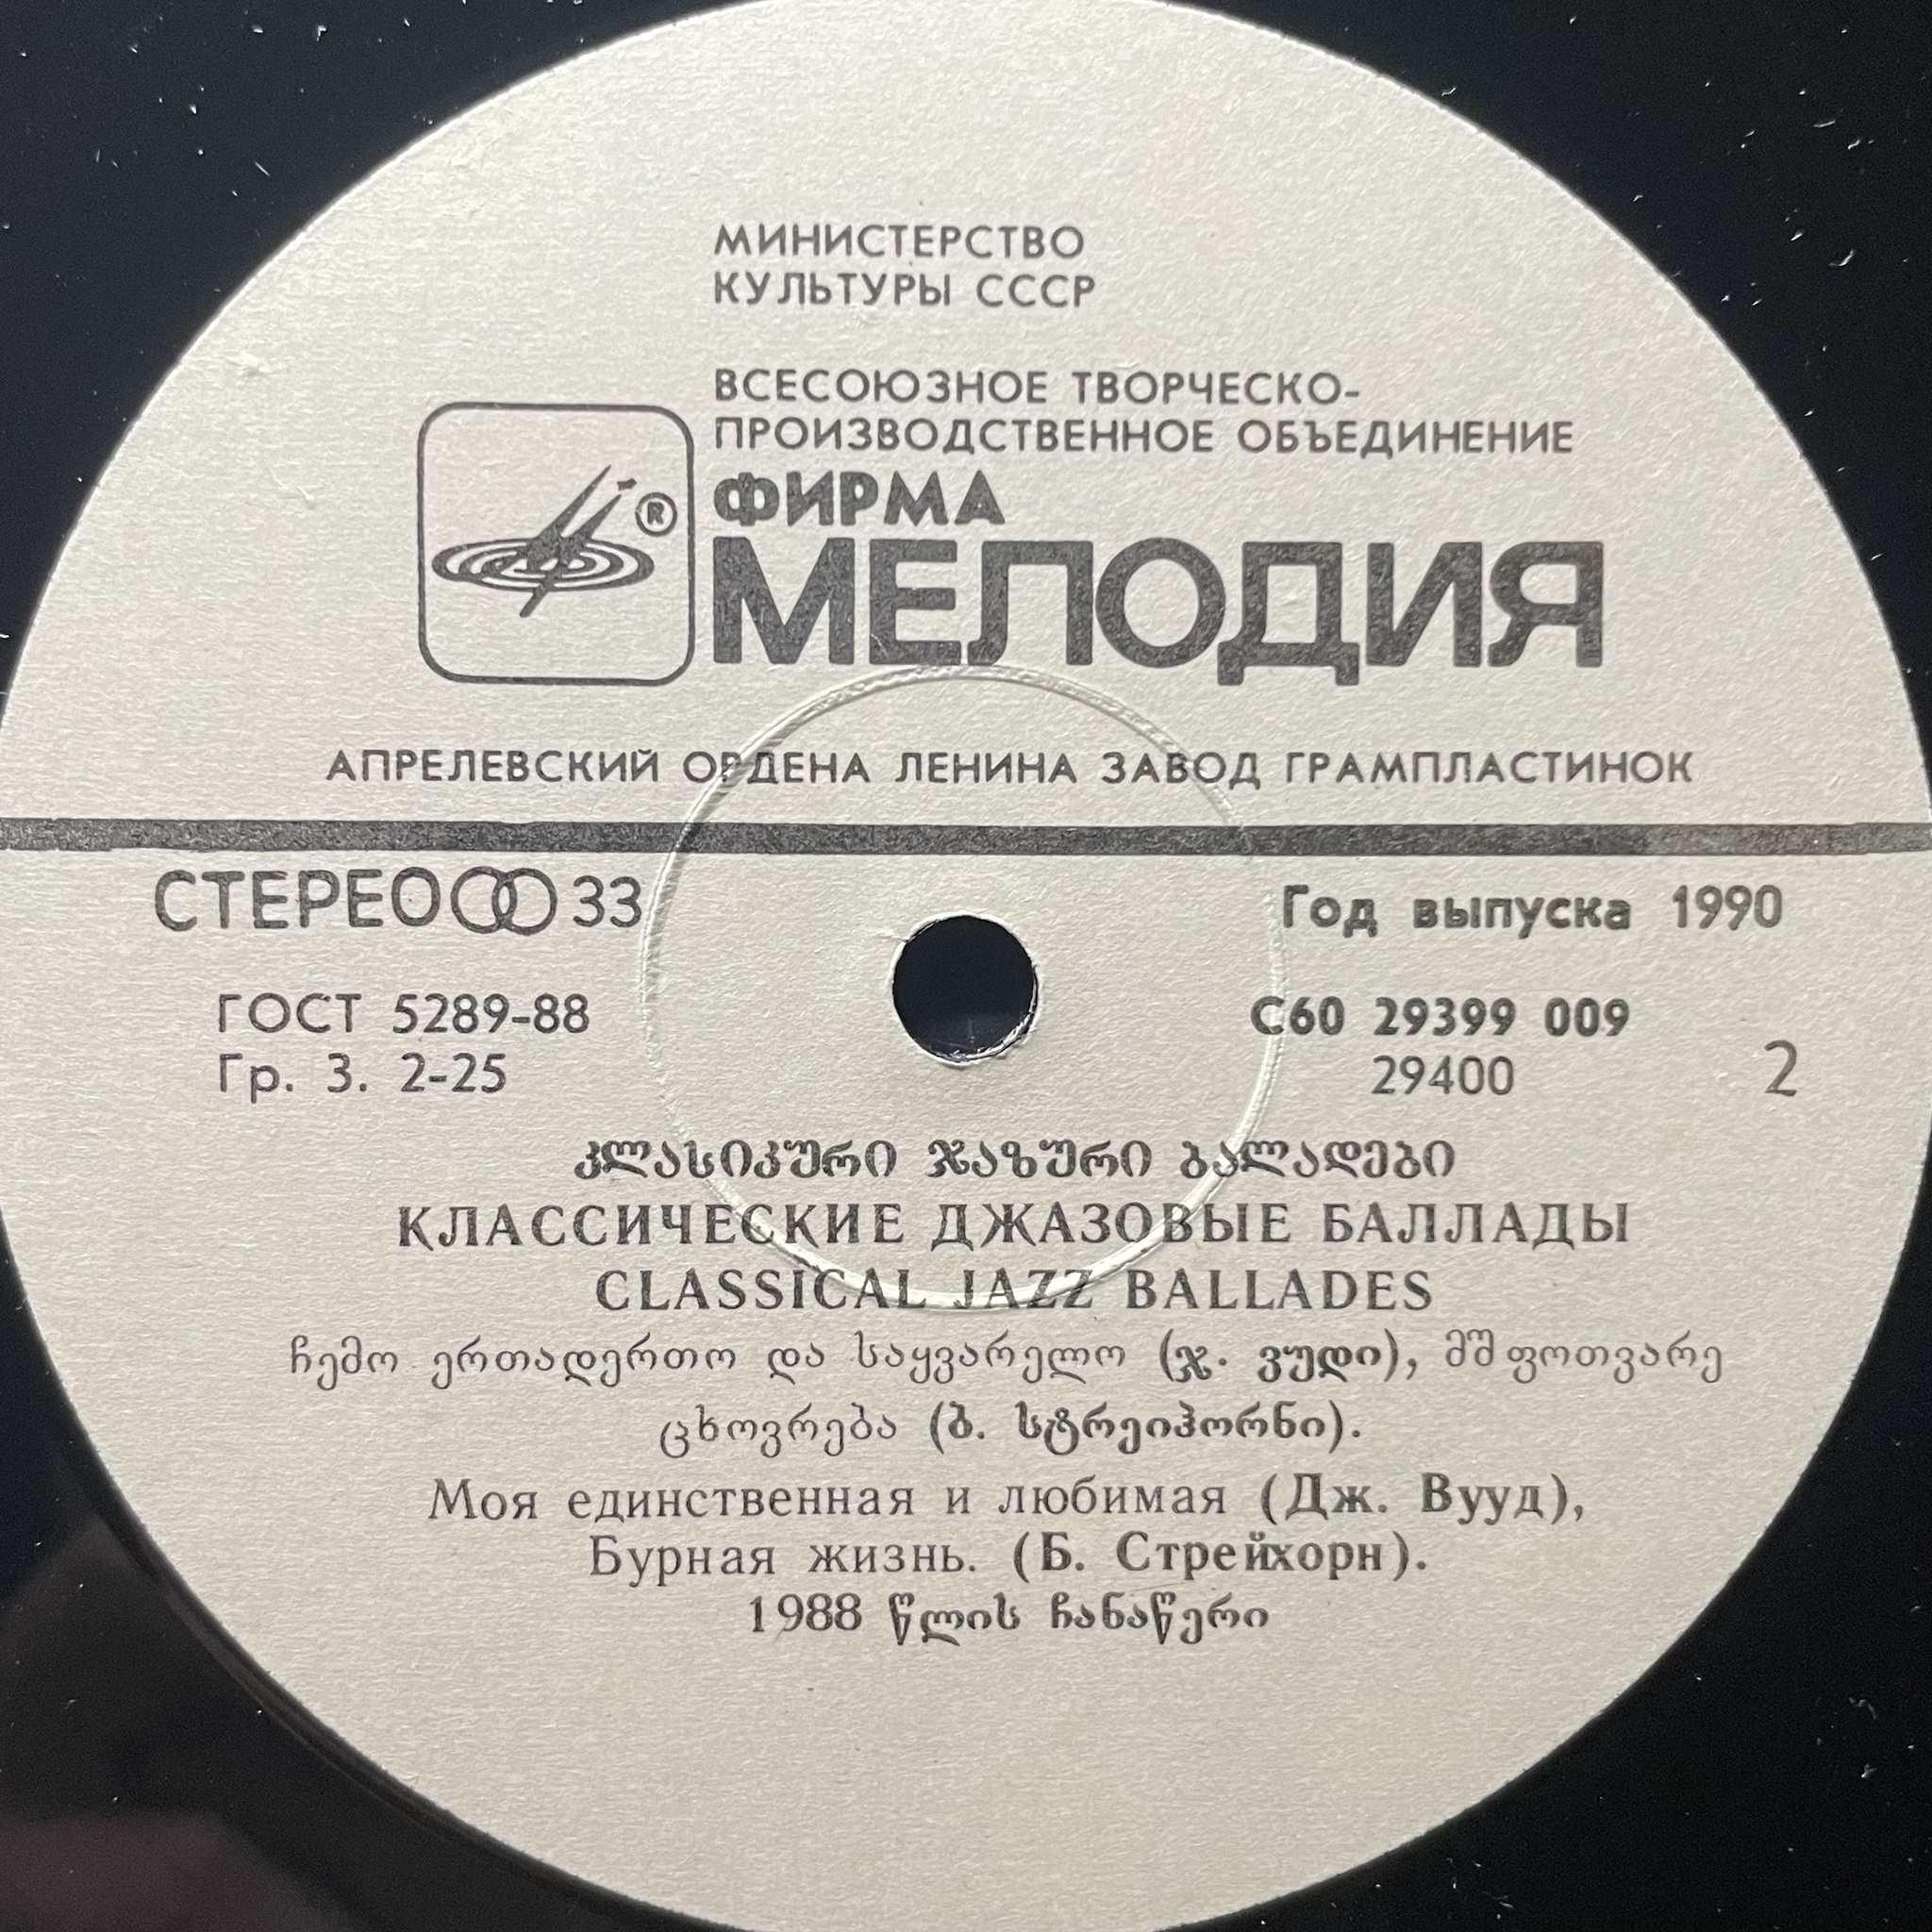 МИНИСТЕРСТВО
КУЛЬТУРЫ СССР
ВСЕСОЮЗНОЕ ТВОРЧЕСКО-
ПРОИЗВОДСТВЕННОЕ ОБЪЕДИНЕНИЕ
ФИРМА
®
МЕЛОДИЯ
АПРЕЛЕВСКИЙ ОРДЕНА ЛЕНИНА ЗАВОД ГРАМПЛАСТИНОК
СТЕРЕО 33
Год выпуска 1990
ГОСТ 5289-88
Гр. 3. 2-25
С60 29399 009
29400
2
კლასიკური ჯაზური ბალადები
КЛАССИЧЕСКИЕ ДЖАЗОВЫЕ БАЛЛАДЫ
CLASSICAL JAZZ BALLADES
ჩემო ერთადერთო და საყვარელო (ჯ. ვუდი), მშფოთვარე
ცხოვრება (ბ. სტრეიჰორნი).
Моя единственная и любимая (Дж. Вууд),
Бурная жизнь. (Б. Стрейхорн).
1988 წლის ჩანაწერი